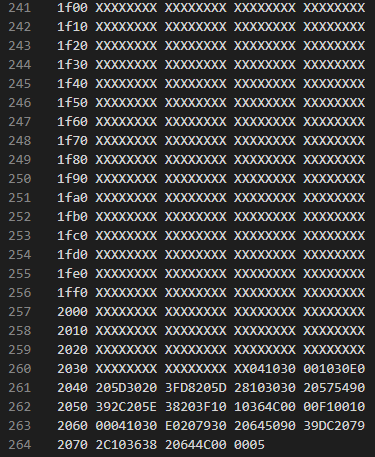 241 1f00 XXXXXXXX XXXXXXXX XXXXXXXX XXXXXXXX
242 1f10 XXXXXXXX XXXXXXXX XXXXXXXX XXXXXXXX
243 1f20 XXXXXXXX XXXXXXXX XXXXXXXX XXXXXXXX
244 1f30 XXXXXXXX XXXXXXXX XXXXXXXX XXXXXXXX
245 1f40 XXXXXXXX XXXXXXXX XXXXXXXX XXXXXXXX
246 1f50 XXXXXXXX XXXXXXXX XXXXXXXX XXXXXXXX
247 1f60 XXXXXXXX XXXXXXXX XXXXXXXX XXXXXXXX
248 1f70 XXXXXXXX XXXXXXXX XXXXXXXX XXXXXXXX
249 1f80 XXXXXXXX XXXXXXXX XXXXXXXX XXXXXXXX
250 1f90 XXXXXXXX XXXXXXXX XXXXXXXX XXXXXXXX
251 1fa0 XXXXXXXX XXXXXXXX XXXXXXXX XXXXXXXX
252 1fb0 XXXXXXXX XXXXXXXX XXXXXXXX XXXXXXXX
253 1fc0 XXXXXXXX XXXXXXXX XXXXXXXX XXXXXXXX
254 1fd0 XXXXXXXX XXXXXXXX XXXXXXXX XXXXXXXX
255 1fe0 XXXXXXXX XXXXXXXX XXXXXXXX XXXXXXXX
256 1ff0 XXXXXXXX XXXXXXXX XXXXXXXX XXXXXXXX
257 2000 XXXXXXXX XXXXXXXX XXXXXXXX XXXXXXXX
258 2010 XXXXXXXX XXXXXXXX XXXXXXXX XXXXXXXX
259 2020 XXXXXXXX XXXXXXXX XXXXXXXX XXXXXXXX
260 2030 XXXXXXXX XXXXXXXX XX041030 001030E0
261 2040 205D3020 3FD8205D 28103030 20575490
262 2050 392C205E 38203F10 10364C00 00F10010
263 2060 00041030 E0207930 20645090 39DC2079
264 2070 2C103638 20644C00 0005